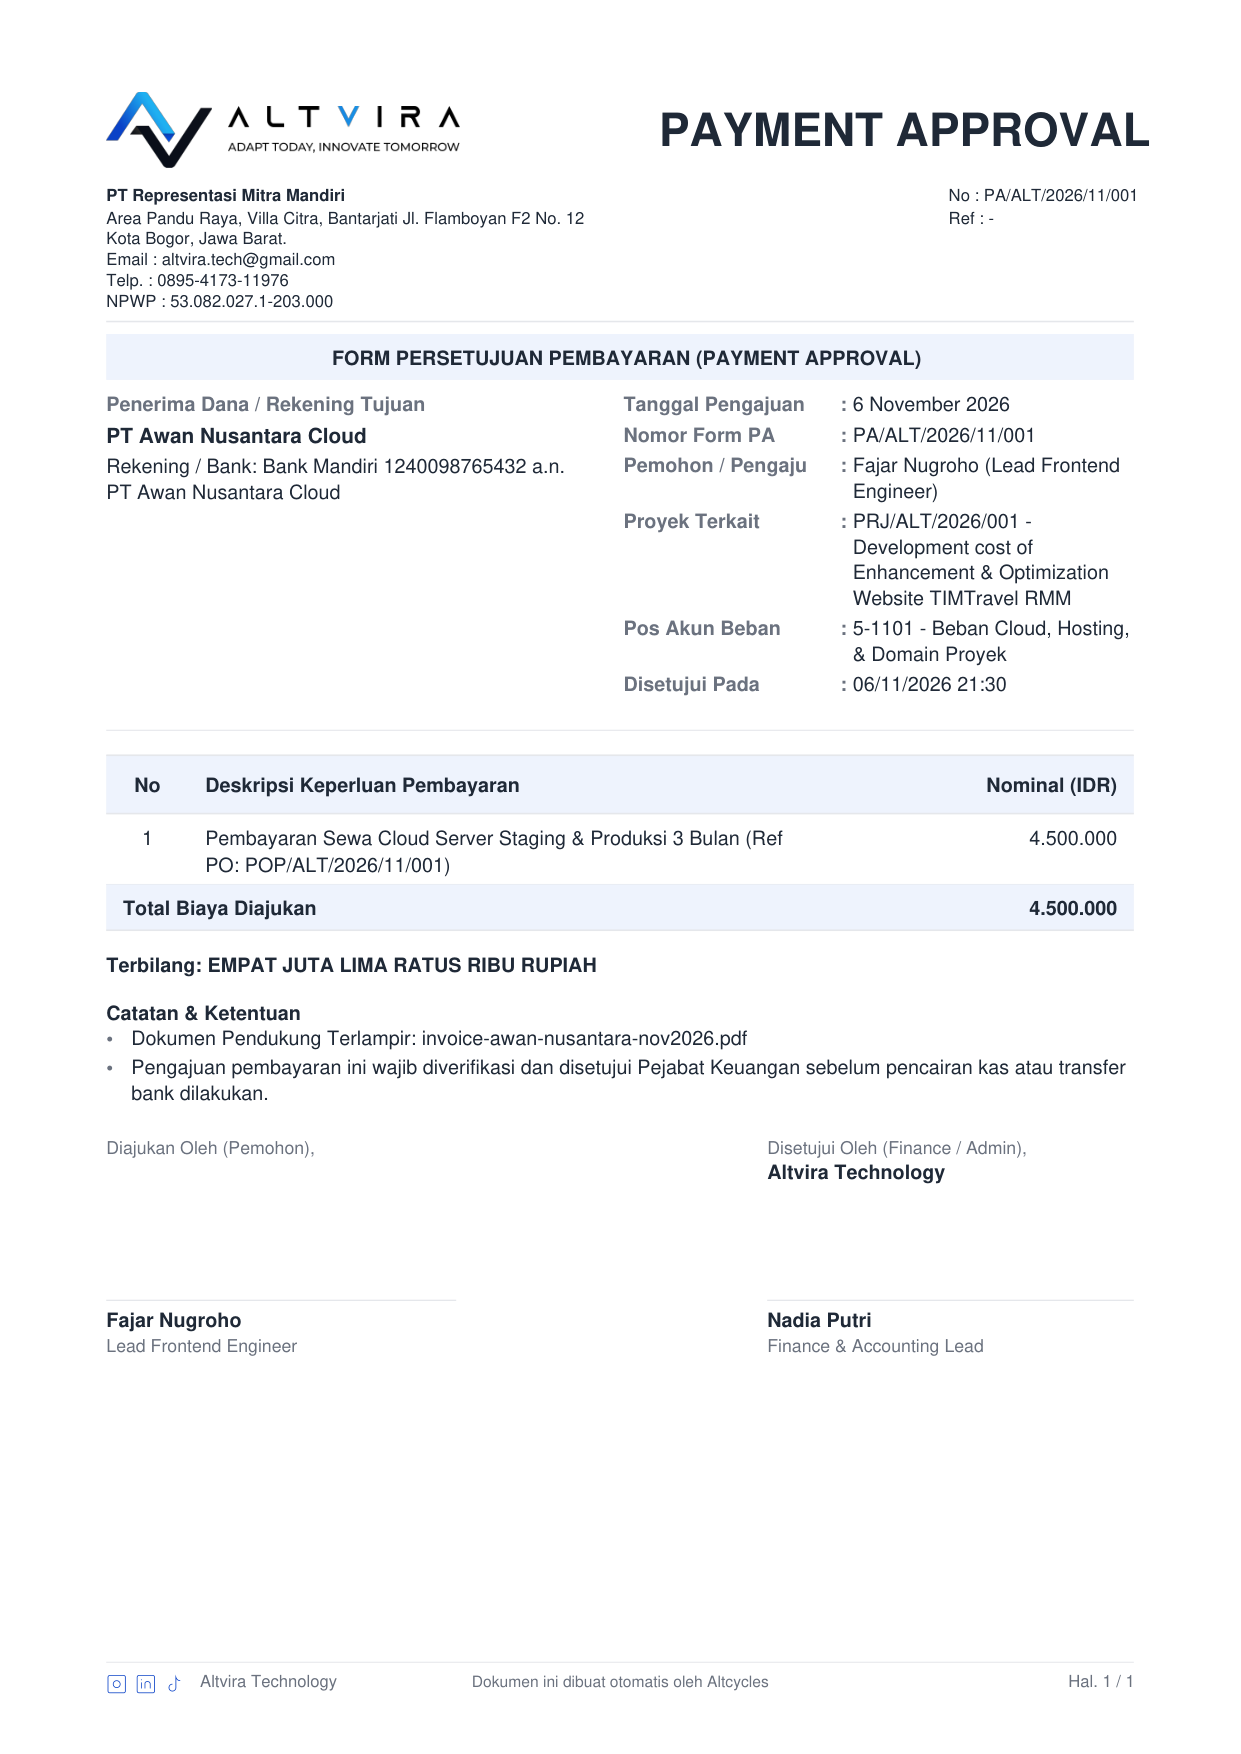 ALTVIRA
ADAPT TODAY, INNOVATE TOMORROW
PAYMENT APPROVAL
PT Representasi Mitra Mandiri
Area Pandu Raya, Villa Citra, Bantarjati Jl. Flamboyan F2 No. 12
Kota Bogor, Jawa Barat.
Email : altvira.tech@gmail.com
Telp. : 0895-4173-11976
NPWP : 53.082.027.1-203.000
No : PA/ALT/2026/11/001
Ref : -
FORM PERSETUJUAN PEMBAYARAN (PAYMENT APPROVAL)
Penerima Dana / Rekening Tujuan
PT Awan Nusantara Cloud
Rekening / Bank: Bank Mandiri 1240098765432 a.n.
PT Awan Nusantara Cloud
Tanggal Pengajuan : 6 November 2026
Nomor Form PA : PA/ALT/2026/11/001
Pemohon / Pengaju : Fajar Nugroho (Lead Frontend
Engineer)
Proyek Terkait : PRJ/ALT/2026/001 -
Development cost of
Enhancement & Optimization
Website TIMTravel RMM
Pos Akun Beban : 5-1101 - Beban Cloud, Hosting,
& Domain Proyek
Disetujui Pada : 06/11/2026 21:30
No Deskripsi Keperluan Pembayaran Nominal (IDR)
1 Pembayaran Sewa Cloud Server Staging & Produksi 3 Bulan (Ref 4.500.000
PO: POP/ALT/2026/11/001)
Total Biaya Diajukan 4.500.000
Terbilang: EMPAT JUTA LIMA RATUS RIBU RUPIAH
Catatan & Ketentuan
• Dokumen Pendukung Terlampir: invoice-awan-nusantara-nov2026.pdf
• Pengajuan pembayaran ini wajib diverifikasi dan disetujui Pejabat Keuangan sebelum pencairan kas atau transfer
bank dilakukan.
Diajukan Oleh (Pemohon),
Disetujui Oleh (Finance / Admin),
Altvira Technology
Fajar Nugroho
Lead Frontend Engineer
Nadia Putri
Finance & Accounting Lead
Altvira Technology Dokumen ini dibuat otomatis oleh Altcycles Hal. 1 / 1